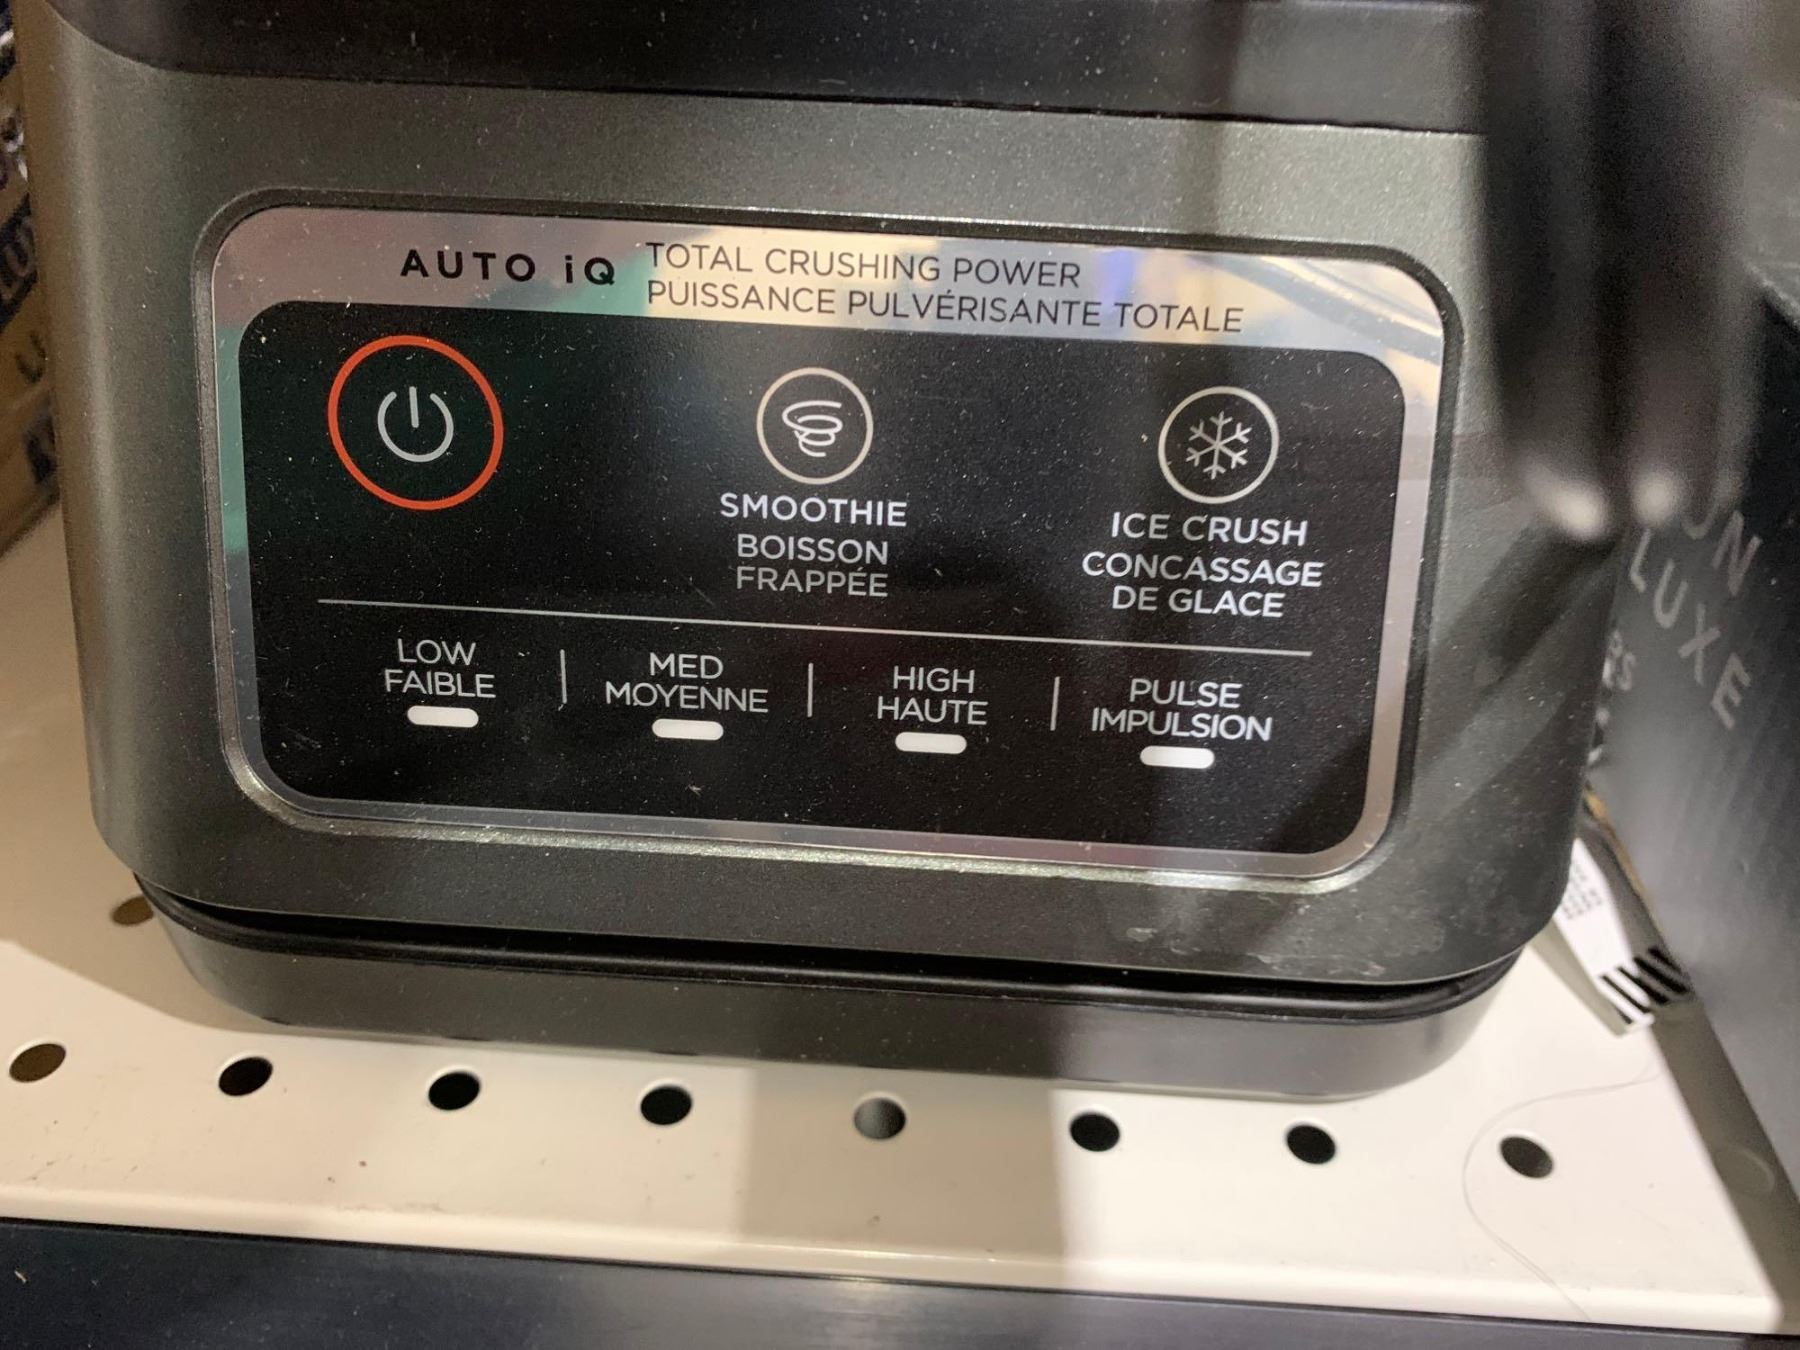 AUTO iQ
TOTAL CRUSHING POWER
PUISSANCE PULVÉRISANTE TOTALE
SMOOTHIE
BOISSON
FRAPPÉE
ICE CRUSH
CONCASSAGE
DE GLACE
LOW
FAIBLE
MED
MOYENNE
HIGH
HAUTE
PULSE
IMPULSION
LUXE